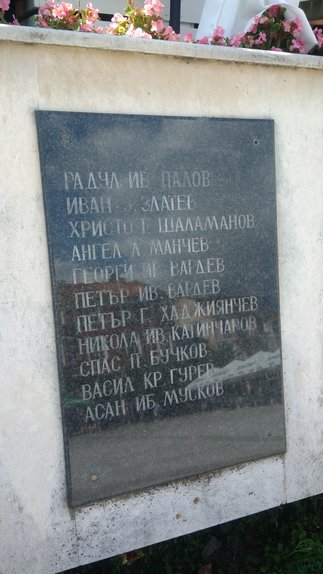 РАДУЛ ИВ. ПАЛОВ
ИВАН З. ЗЛАТЕВ
ХРИСТО Г. ШАЛАМАНОВ
АНГЕЛ А. МАНЧЕВ
ГЕОРГИ ИВ. ВАРДЕВ
ПЕТЪР ИВ. ВАРДЕВ
ПЕТЪР Г. ХАДЖИЯНЧЕВ
НИКОЛА ИВ. КАТИНЧАРОВ
СПАС П. БУЧКОВ
ВАСИЛ КР. ГУРЕВ
АСАН ИБ. МУСКОВ